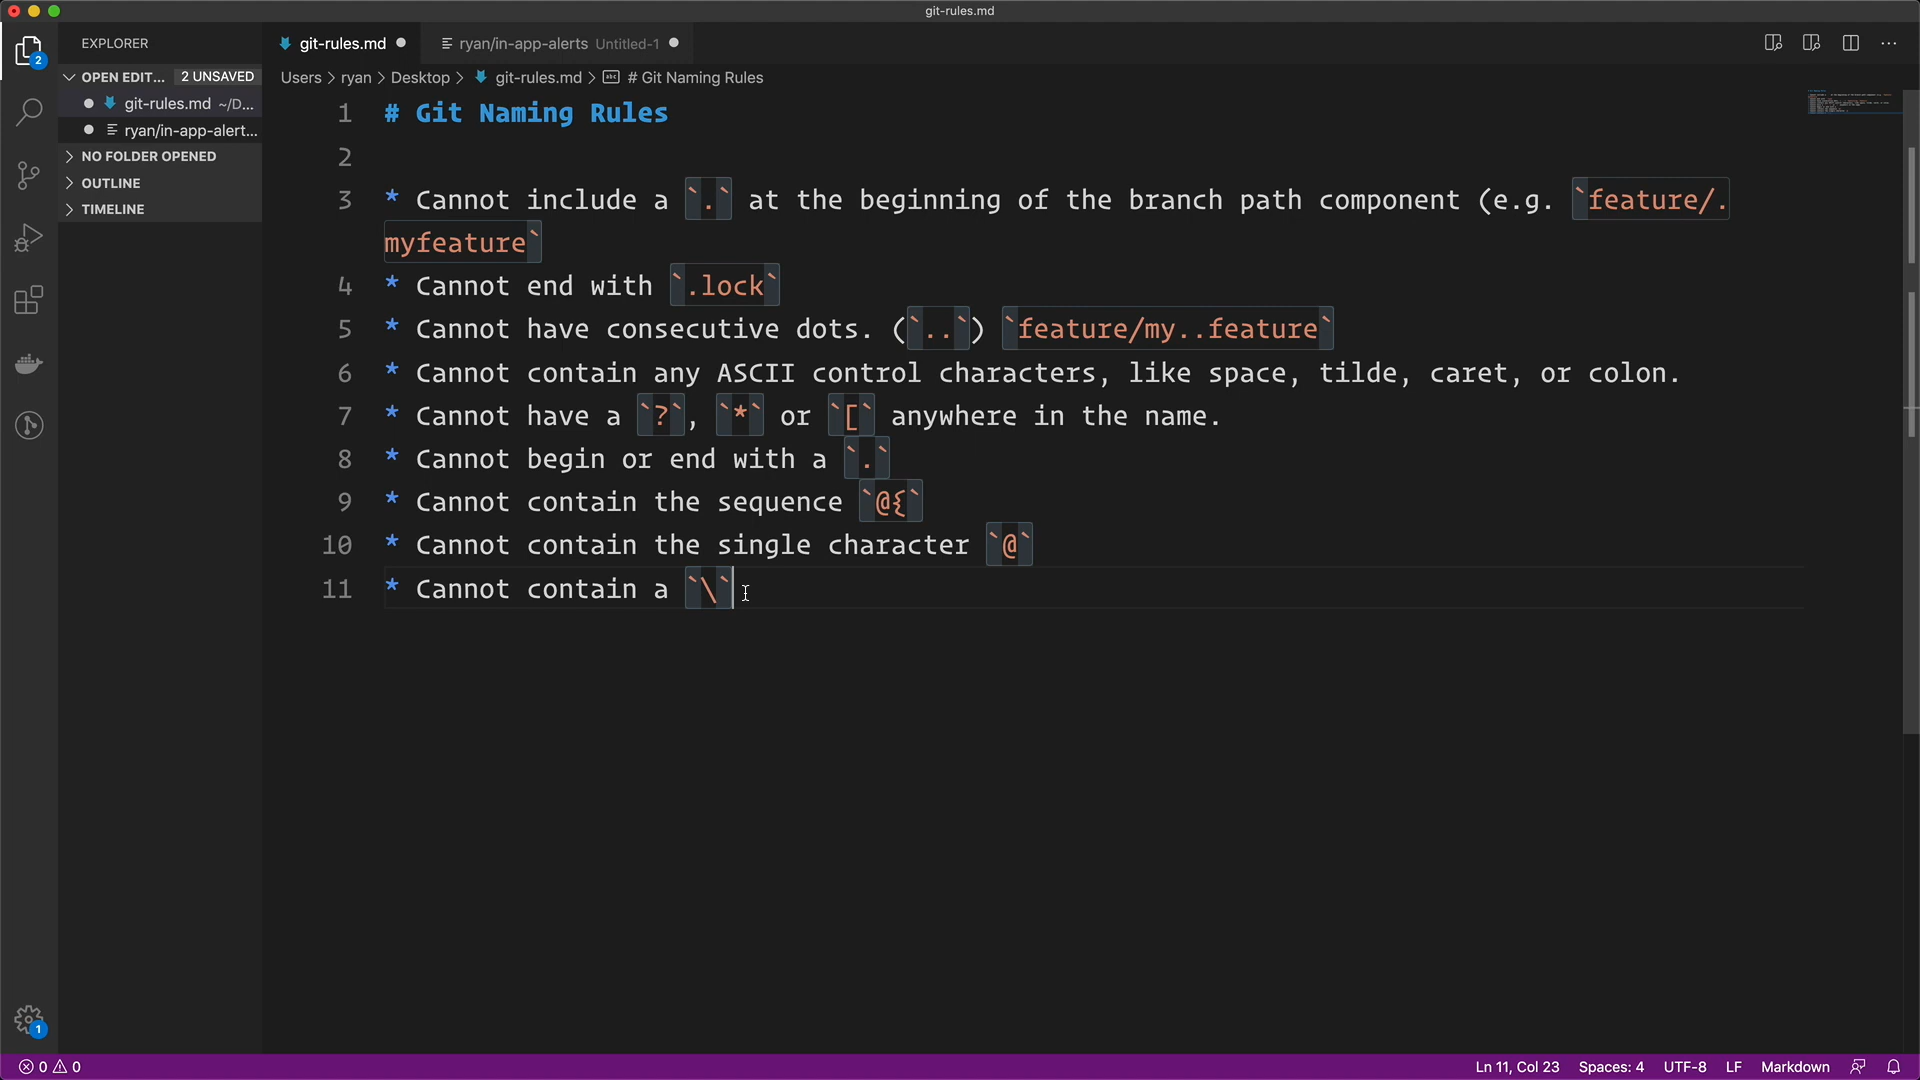 git-rules.md
EXPLORER
git-rules.md
ryan/in-app-alerts Untitled-1
OPEN EDIT... 2 UNSAVED
Users > ryan > Desktop > git-rules.md > # Git Naming Rules
git-rules.md ~/D...
ryan/in-app-alert...
NO FOLDER OPENED
OUTLINE
TIMELINE
1 # Git Naming Rules
2
3 * Cannot include a `.` at the beginning of the branch path component (e.g. `feature/.
myfeature`
4 * Cannot end with `.lock`
5 * Cannot have consecutive dots. (`..`) `feature/my..feature`
6 * Cannot contain any ASCII control characters, like space, tilde, caret, or colon.
7 * Cannot have a `?`, `*` or `[` anywhere in the name.
8 * Cannot begin or end with a `.`
9 * Cannot contain the sequence `@{`
10 * Cannot contain the single character `@`
11 * Cannot contain a `\`
2
1
0 0
Ln 11, Col 23 Spaces: 4 UTF-8 LF Markdown